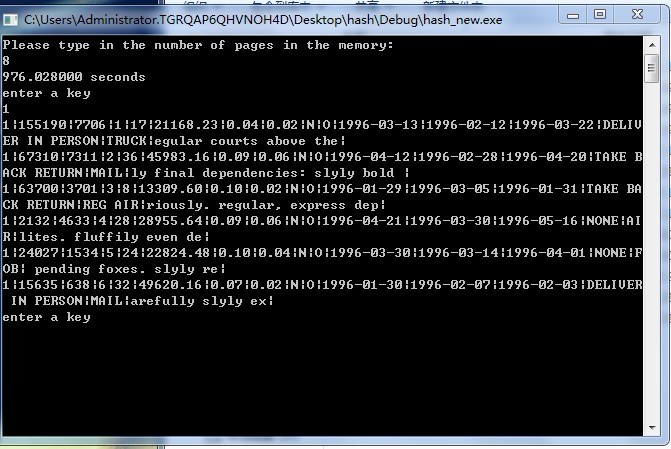 C:\Users\Administrator.TGRQAP6QHVNOH4D\Desktop\hash\Debug\hash_new.exe
Please type in the number of pages in the memory:
8
976.028000 seconds
enter a key
1
1|155190|7706|1|17|21168.23|0.04|0.02|N|O|1996-03-13|1996-02-12|1996-03-22|DELIV
ER IN PERSON|TRUCK|egular courts above the|
1|67310|7311|2|36|45983.16|0.09|0.06|N|O|1996-04-12|1996-02-28|1996-04-20|TAKE B
ACK RETURN|MAIL|ly final dependencies: slyly bold |
1|63700|3701|3|8|13309.60|0.10|0.02|N|O|1996-01-29|1996-03-05|1996-01-31|TAKE BA
CK RETURN|REG AIR|riously. regular, express dep|
1|2132|4633|4|28|28955.64|0.09|0.06|N|O|1996-04-21|1996-03-30|1996-05-16|NONE|AI
R|lites. fluffily even de|
1|24027|1534|5|24|22824.48|0.10|0.04|N|O|1996-03-30|1996-03-14|1996-04-01|NONE|F
OB| pending foxes. slyly re|
1|15635|638|6|32|49620.16|0.07|0.02|N|O|1996-01-30|1996-02-07|1996-02-03|DELIVER
 IN PERSON|MAIL|arefully slyly ex|
enter a key